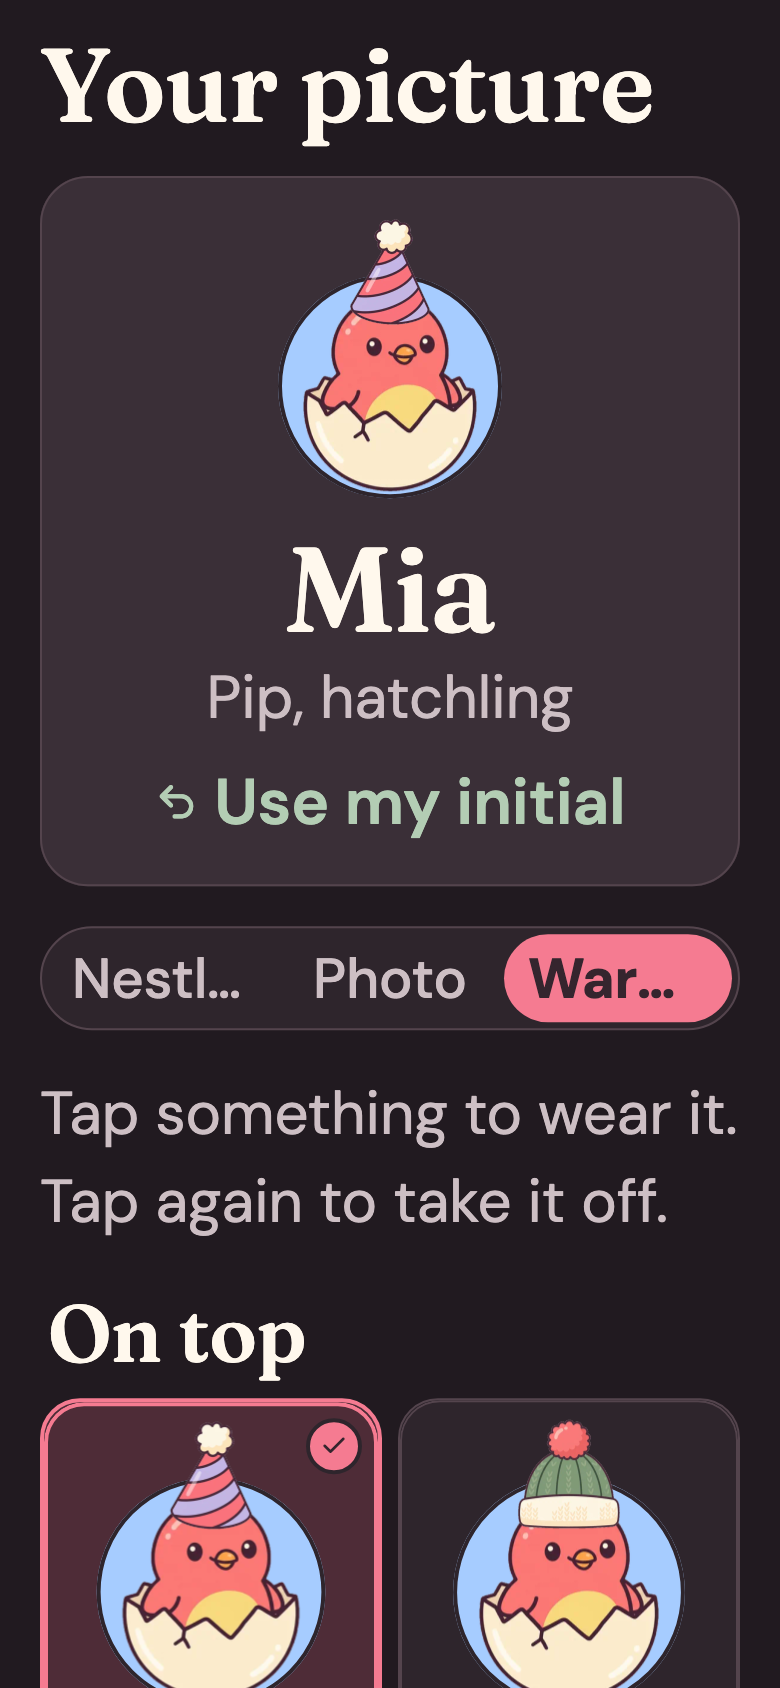 Your picture
Mia
Pip, hatchling
Use my initial
Nestl... Photo War...
Tap something to wear it.
Tap again to take it off.
On top